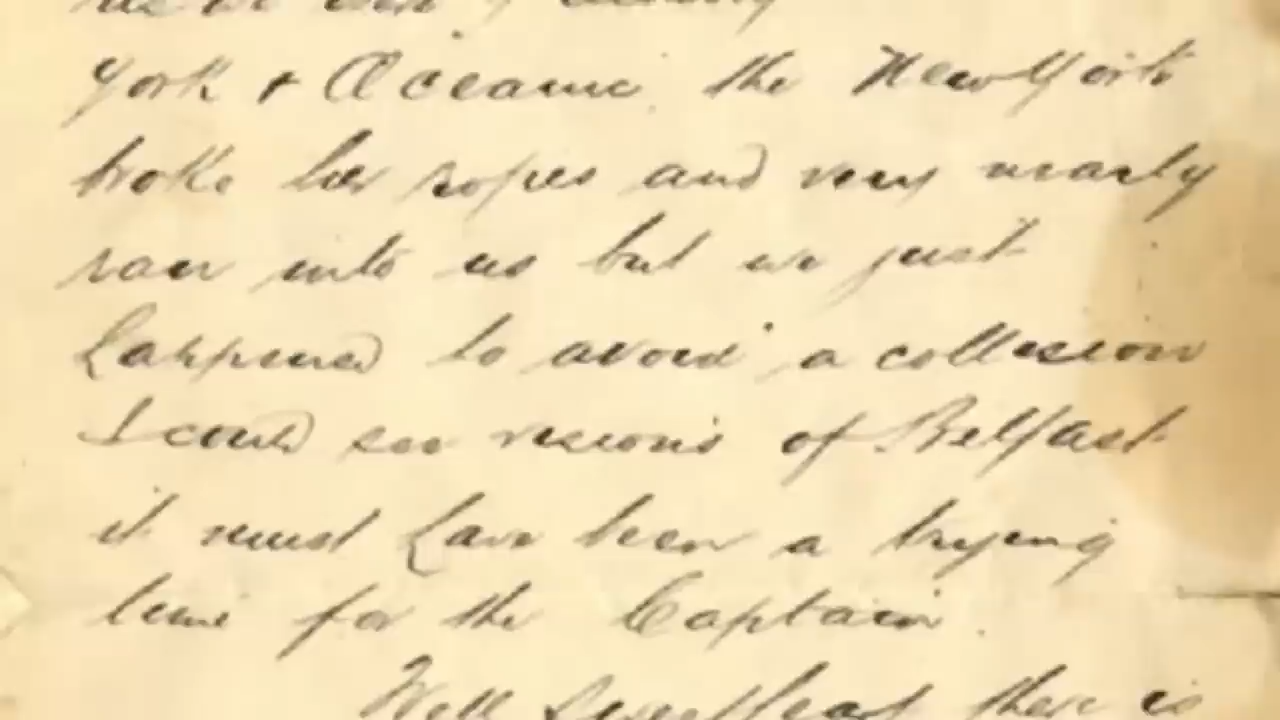 York & Oceanic the New York
broke her ropes and very nearly
ran into us but we just
happened to avoid a collesion
I could see visions of Belfast
it must have been a trying
time for the Captain.
Well Sweetheart there is